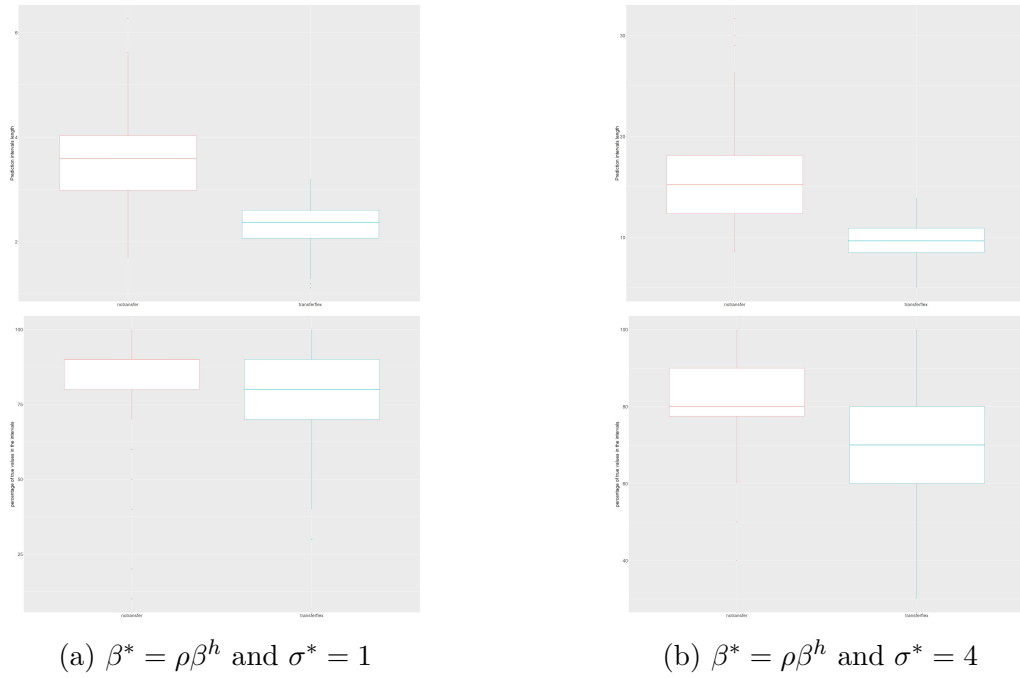 6
4
2
Prediction intervals length
notransfer
transferflex
30
20
10
Prediction intervals length
notransfer
transferflex
100
75
50
25
percentage of true values in the intervals
notransfer
transferflex
100
80
60
40
percentage of true values in the intervals
notransfer
transferflex
(a) β* = ρβ^h and σ* = 1
(b) β* = ρβ^h and σ* = 4